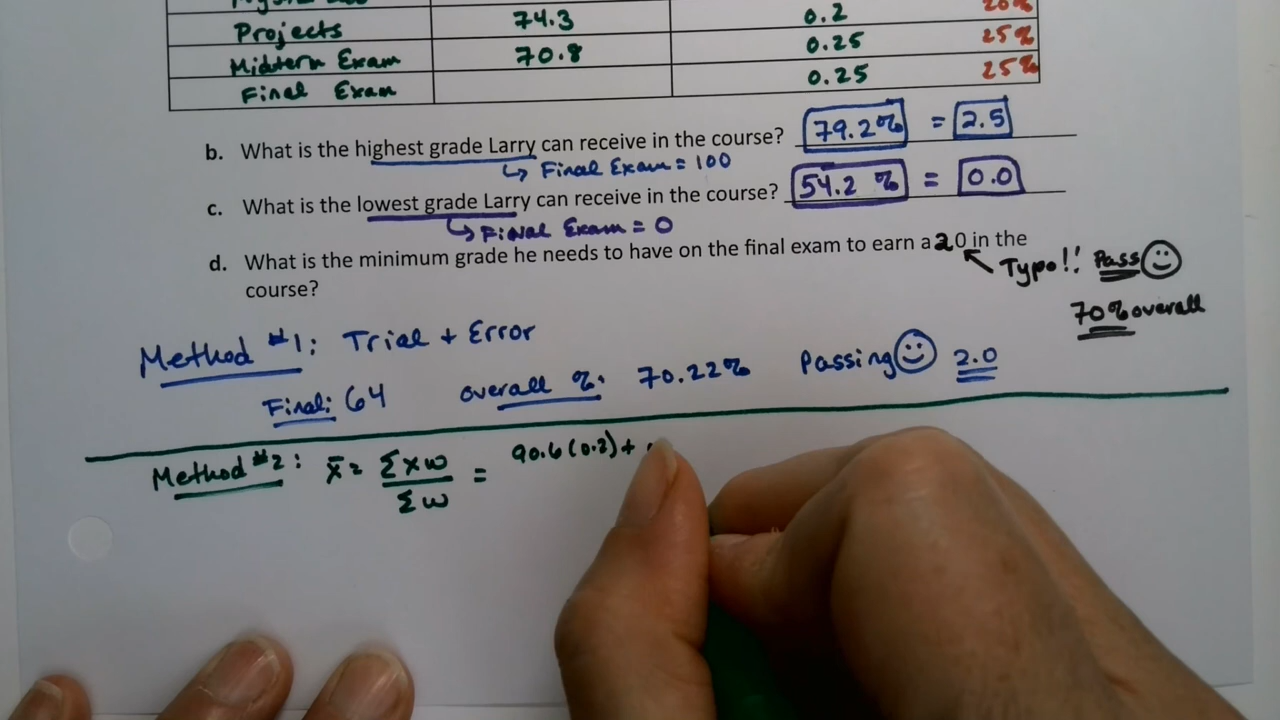 20%
Projects 74.3 0.2 25%
Midterm Exam 70.8 0.25 25%
Final Exam 0.25
b. What is the highest grade Larry can receive in the course? 79.2% = 2.5
↳ Final Exam = 100
c. What is the lowest grade Larry can receive in the course? 54.2 % = 0.0
↳ Final Exam = 0
d. What is the minimum grade he needs to have on the final exam to earn a 2.0 in the
course?
Typo!! Pass
70% overall
Method #1: Trial + Error
Final: 64 overall %: 70.22% Passing 2.0
Method #2: x̄ = Σxw / Σw = 90.6(0.3)+